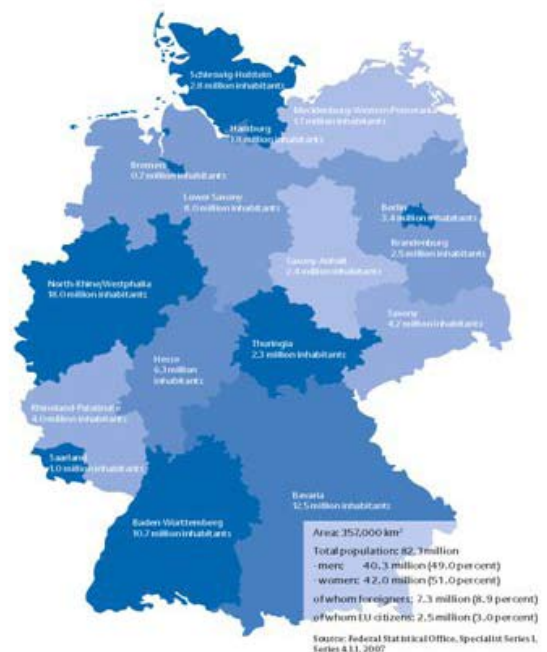 Schleswig-Holstein
2.8 million inhabitants
Mecklenburg-Western Pomerania
1.7 million inhabitants
Hamburg
1.8 million inhabitants
Bremen
0.7 million inhabitants
Lower Saxony
8.0 million inhabitants
Berlin
3.4 million inhabitants
Brandenburg
2.5 million inhabitants
Saxony-Anhalt
2.4 million inhabitants
North-Rhine/Westphalia
18.0 million inhabitants
Saxony
4.2 million inhabitants
Thuringia
2.3 million inhabitants
Hesse
6.3 million
inhabitants
Rhineland-Palatinate
4.0 million inhabitants
Saarland
1.0 million inhabitants
Bavaria
12.5 million inhabitants
Baden-Württemberg
10.7 million inhabitants
Area: 357,000 km²
Total population: 82.3 million
-men: 40.3 million (49.0 percent)
-women: 42.0 million (51.0 percent)
of whom foreigners: 7.3 million (8.9 percent)
of whom EU citizens: 2.5 million (3.0 percent)
Source: Federal Statistical Office, Specialist Series 1,
Series 4.1.1, 2007